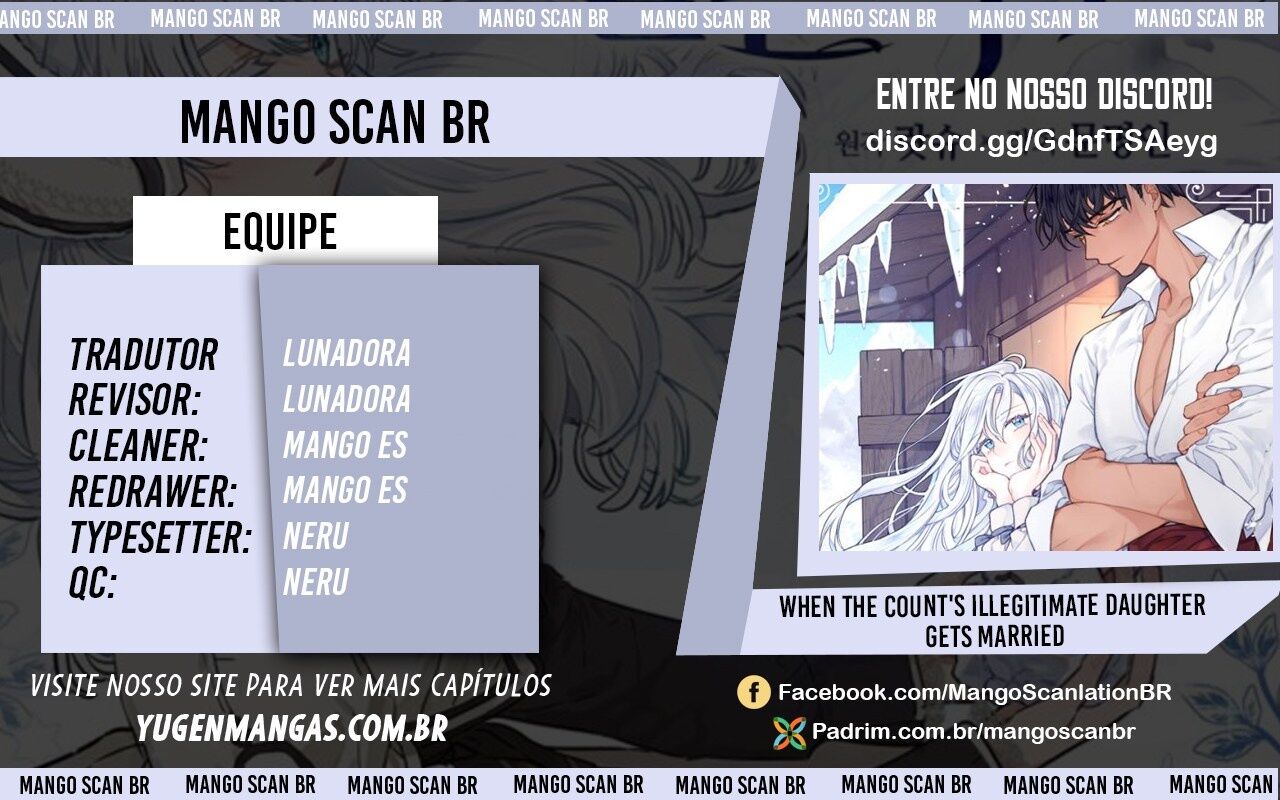 ANGO SCAN BR MANGO SCAN BR MANGO SCAN BR MANGO SCAN BR MANGO SCAN BR MANGO SCAN BR MANGO SCAN BR MANGO SCAN BR
MANGO SCAN BR
EQUIPE
TRADUTOR LUNADORA
REVISOR: LUNADORA
CLEANER: MANGO ES
REDRAWER: MANGO ES
TYPESETTER: NERU
QC: NERU
VISITE NOSSO SITE PARA VER MAIS CAPÍTULOS
YUGENMANGAS.COM.BR
ENTRE NO NOSSO DISCORD!
discord.gg/GdnfTSAeyg
WHEN THE COUNT'S ILLEGITIMATE DAUGHTER
GETS MARRIED
Facebook.com/MangoScanlationBR
Padrim.com.br/mangoscanbr
MANGO SCAN BR MANGO SCAN BR MANGO SCAN BR MANGO SCAN BR MANGO SCAN BR MANGO SCAN BR MANGO SCAN BR MANGO SCAN